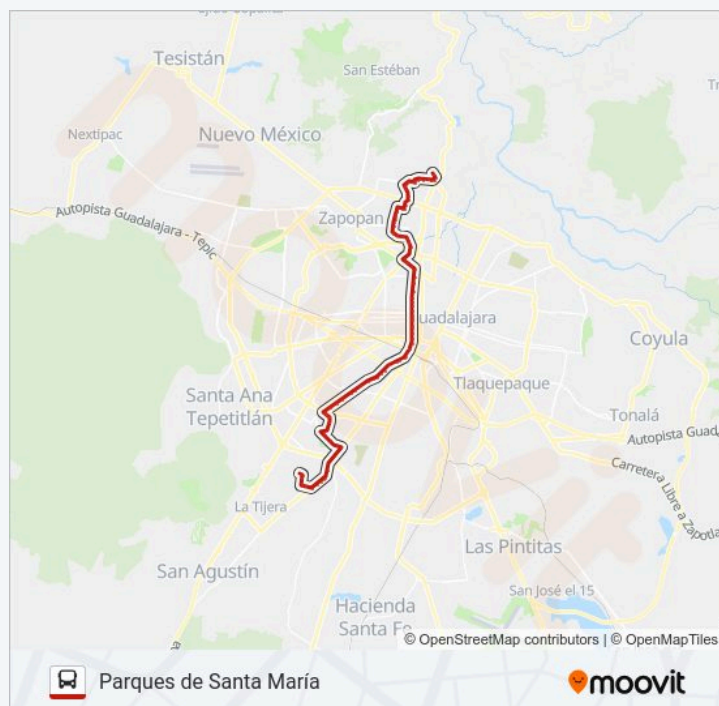 Tesistán
San Estéban
Nextipac
Nuevo México
Zapopan
Autopista Guadalajara - Tepic
uadalajara
Coyula
Santa Ana
Tepetitlán
Tlaquepaque
Tonalá
Autopista Guad
Carretera Libre a Zapotla
La Tijera
Las Pintitas
San Agustín
San José el 15
Hacienda
Santa Fe
© OpenStreetMap contributors | © OpenMapTiles
Parques de Santa María
moovit